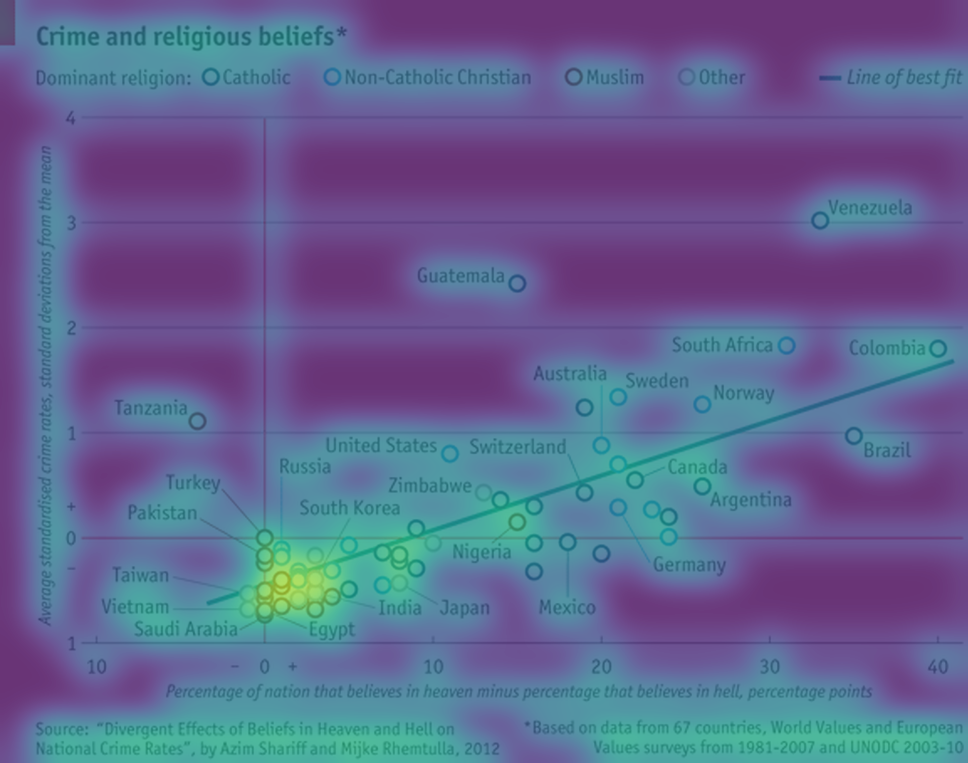 Crime and religious beliefs*
Dominant religion: Catholic Non-Catholic Christian Muslim Other Line of best fit
Average standardised crime rates, standard deviations from the mean
4
3
2
1
+
0
–
1
Venezuela
Guatemala
South Africa
Colombia
Australia
Sweden
Norway
Tanzania
United States
Switzerland
Brazil
Russia
Canada
Turkey
Zimbabwe
Argentina
Pakistan
South Korea
Nigeria
Germany
Taiwan
Vietnam
India
Japan
Mexico
Saudi Arabia
Egypt
10 – 0 + 10 20 30 40
Percentage of nation that believes in heaven minus percentage that believes in hell, percentage points
Source: “Divergent Effects of Beliefs in Heaven and Hell on
National Crime Rates”, by Azim Shariff and Mijke Rhemtulla, 2012
*Based on data from 67 countries, World Values and European
Values surveys from 1981-2007 and UNODC 2003-10